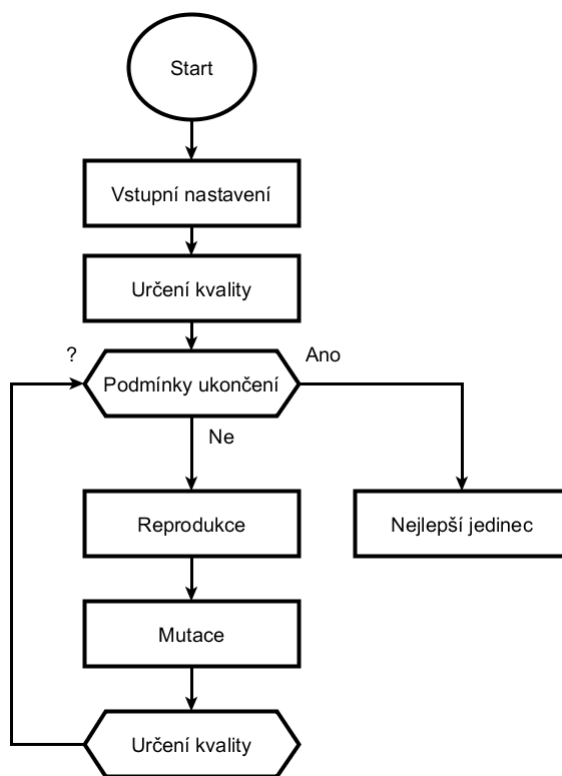 Start
Vstupní nastavení
Určení kvality
?
Ano
Podmínky ukončení
Ne
Reprodukce
Nejlepší jedinec
Mutace
Určení kvality